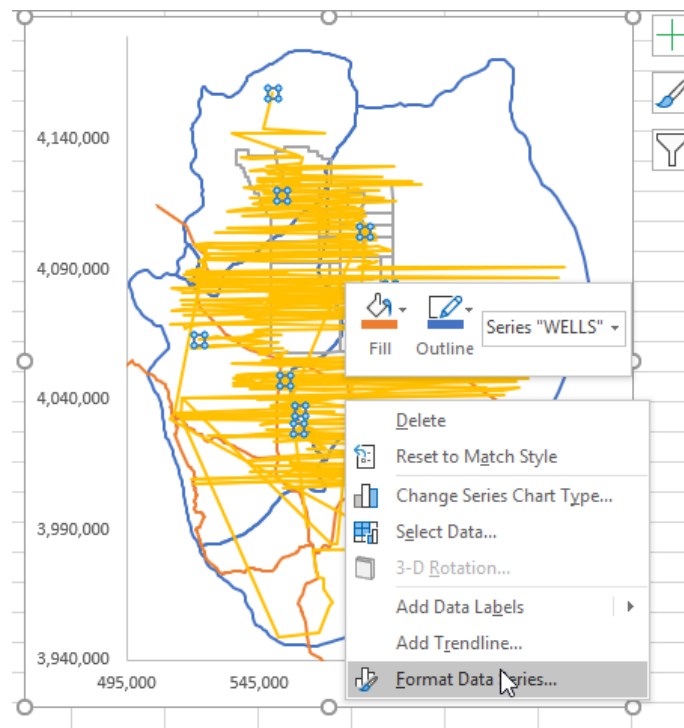 4,140,000
4,090,000
4,040,000
3,990,000
3,940,000
495,000
545,000
Fill
Outline
Series "WELLS"
Delete
Reset to Match Style
Change Series Chart Type...
Select Data...
3-D Rotation...
Add Data Labels
Add Trendline...
Format Data Series...